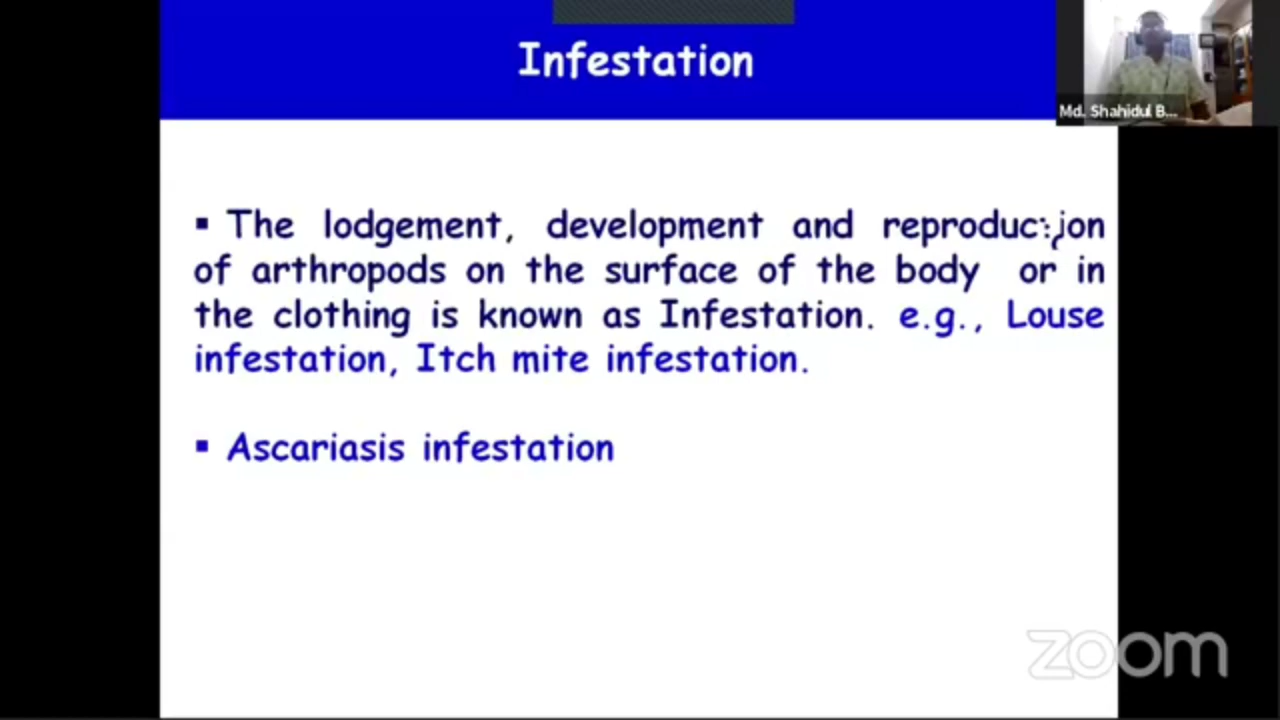 Infestation
Md. Shahidul B...
▪ The lodgement, development and reproduction
of arthropods on the surface of the body or in
the clothing is known as Infestation. e.g., Louse
infestation, Itch mite infestation.
▪ Ascariasis infestation
zoom